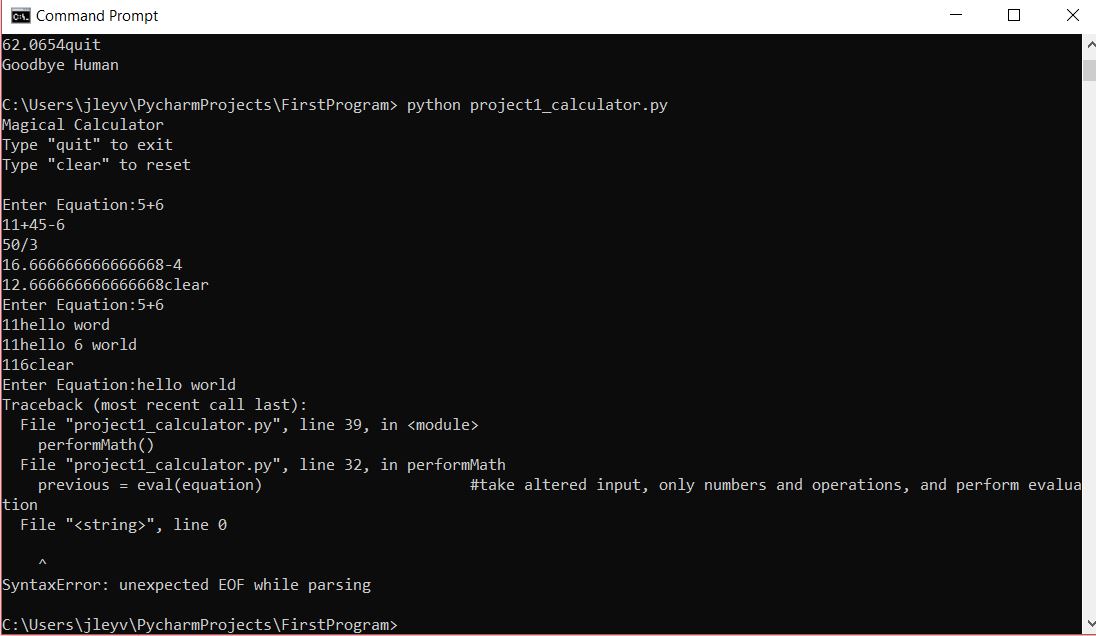 Command Prompt
62.0654quit
Goodbye Human
C:\Users\jleyv\PycharmProjects\FirstProgram> python project1_calculator.py
Magical Calculator
Type "quit" to exit
Type "clear" to reset
Enter Equation:5+6
11+45-6
50/3
16.666666666666668-4
12.666666666666668clear
Enter Equation:5+6
11hello word
11hello 6 world
116clear
Enter Equation:hello world
Traceback (most recent call last):
  File "project1_calculator.py", line 39, in <module>
    performMath()
  File "project1_calculator.py", line 32, in performMath
    previous = eval(equation)                       #take altered input, only numbers and operations, and perform evalua
tion
  File "<string>", line 0
    ^
SyntaxError: unexpected EOF while parsing
C:\Users\jleyv\PycharmProjects\FirstProgram>